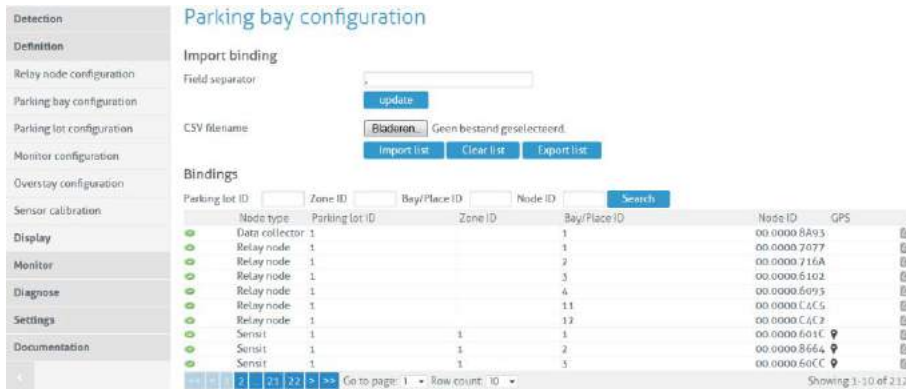 Parking bay configuration
Detection
Definition
Relay node configuration
Parking bay configuration
Parking lot configuration
Monitor configuration
Overstay configuration
Sensor calibration
Display
Monitor
Diagnose
Settings
Documentation
Import binding
Field separator ,
update
CSV filename Bladeren... Geen bestand geselecteerd.
Import list Clear list Export list
Bindings
Parking lot ID Zone ID Bay/Place ID Node ID Search
Node type Parking lot ID Zone ID Bay/Place ID Node ID GPS
Data collector 1 1 00.0000.8A93
Relay node 1 1 00.0000.7077
Relay node 1 2 00.0000.716A
Relay node 1 3 00.0000.6102
Relay node 1 4 00.0000.6093
Relay node 1 11 00.0000.C4C5
Relay node 1 12 00.0000.C4C2
Sensit 1 1 1 00.0000.601C
Sensit 1 1 2 00.0000.8664
Sensit 1 1 3 00.0000.60CC
<< < 1 2 .. 21 22 > >> Go to page: 1 Row count: 10 Showing 1-10 of 212